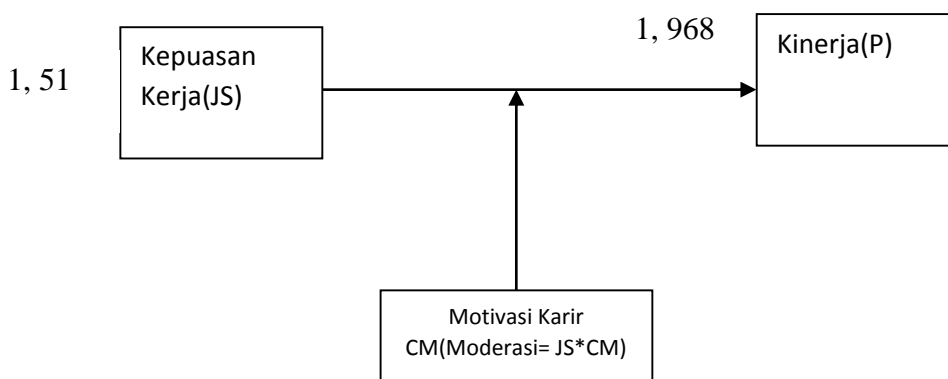 1, 968
Kinerja(P)
1, 51
Kepuasan
Kerja(JS)
Motivasi Karir
CM(Moderasi= JS*CM)